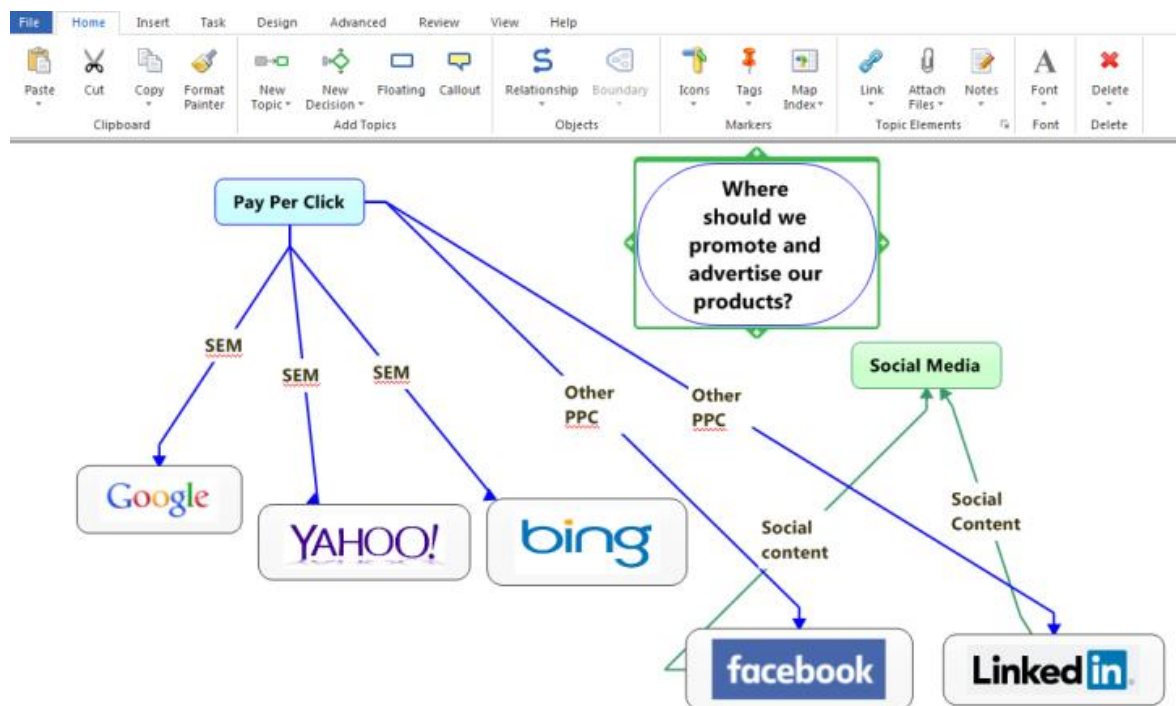 File Home Insert Task Design Advanced Review View Help
Paste Cut Copy Format Painter New Topic New Decision Floating Callout Relationship Boundary Icons Tags Map Index Link Attach Files Notes Font Delete
Clipboard Add Topics Objects Markers Topic Elements Font Delete
Pay Per Click
Where
should we
promote and
advertise our
products?
SEM
SEM
SEM
Other
PPC
Other
PPC
Social Media
Google
YAHOO!
bing
Social
content
Social
Content
facebook
Linked in